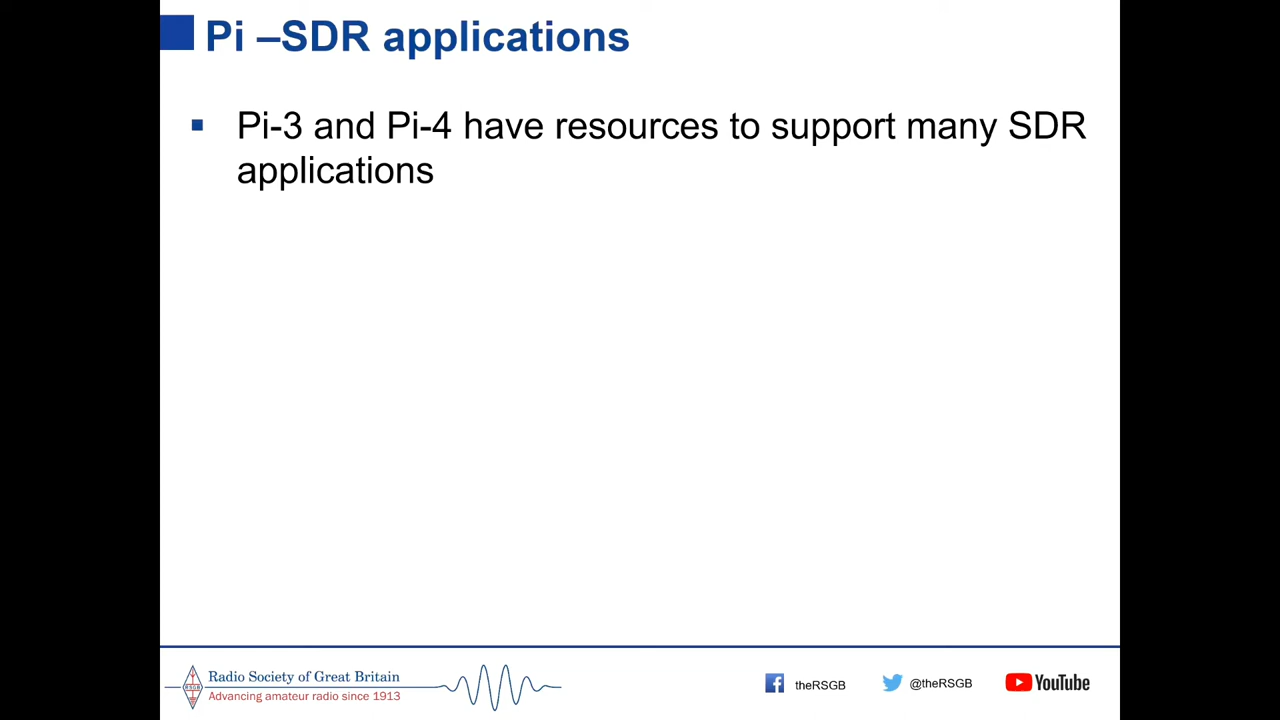 Pi –SDR applications
▪ Pi-3 and Pi-4 have resources to support many SDR
applications
RSGB
Radio Society of Great Britain
Advancing amateur radio since 1913
theRSGB
@theRSGB
YouTube